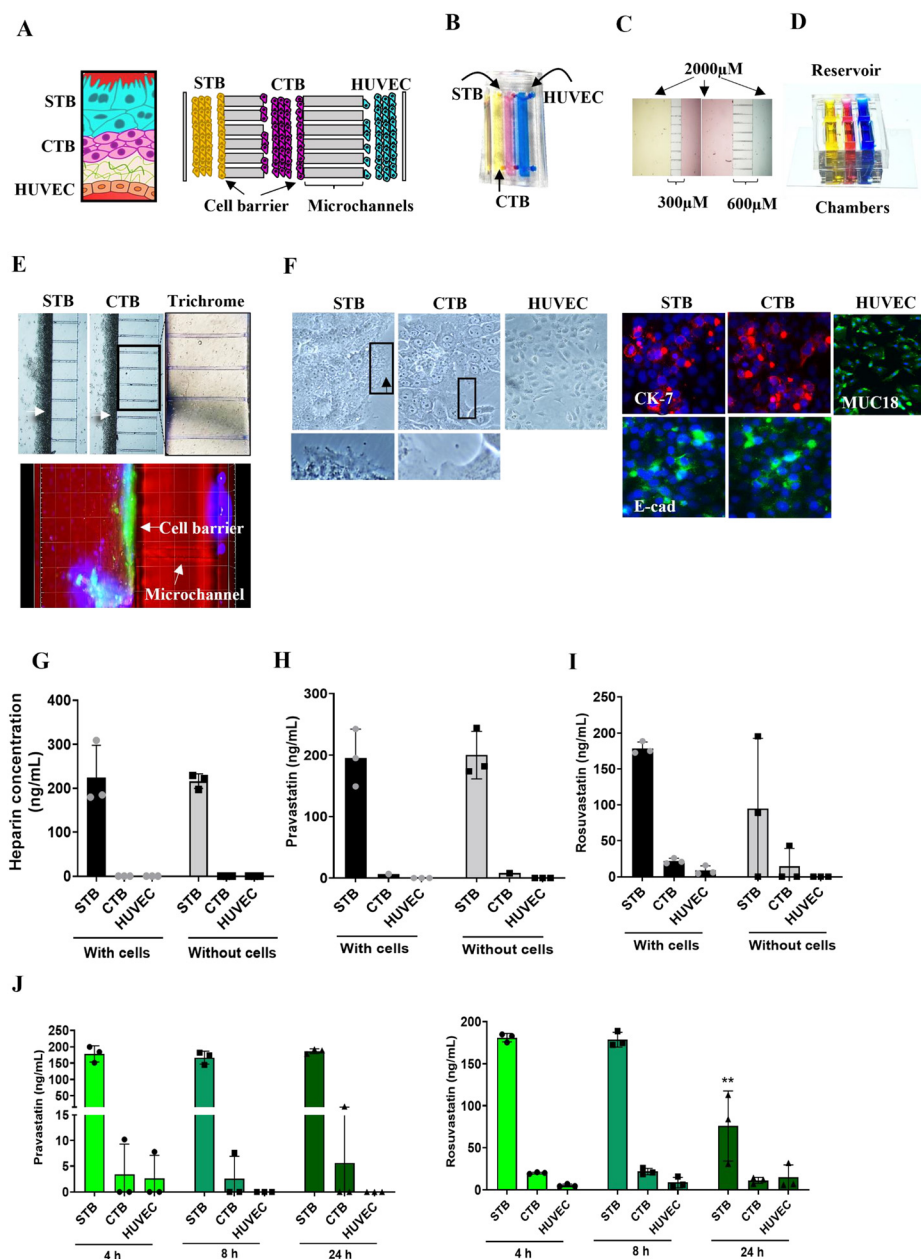 A
STB
CTB
HUVEC
STB
CTB
HUVEC
Cell barrier
Microchannels
B
STB
HUVEC
CTB
C
2000µM
300µM
600µM
D
Reservoir
Chambers
E
STB
CTB
Trichrome
Cell barrier
Microchannel
F
STB
CTB
HUVEC
STB
CTB
HUVEC
CK-7
MUC18
E-cad
G
Heparin concentration
(ng/mL)
400
300
200
100
0
STB
CTB
HUVEC
STB
CTB
HUVEC
With cells
Without cells
H
Pravastatin (ng/mL)
300
200
100
0
STB
CTB
HUVEC
STB
CTB
HUVEC
With cells
Without cells
I
Rosuvastatin (ng/mL)
200
150
100
50
0
STB
CTB
HUVEC
STB
CTB
HUVEC
With cells
Without cells
J
Pravastatin (ng/mL)
250
200
150
100
50
15
10
5
0
STB
CTB
HUVEC
STB
CTB
HUVEC
STB
CTB
HUVEC
4 h
8 h
24 h
Rosuvastatin (ng/mL)
200
150
100
50
0
**
STB
CTB
HUVEC
STB
CTB
HUVEC
STB
CTB
HUVEC
4 h
8 h
24 h